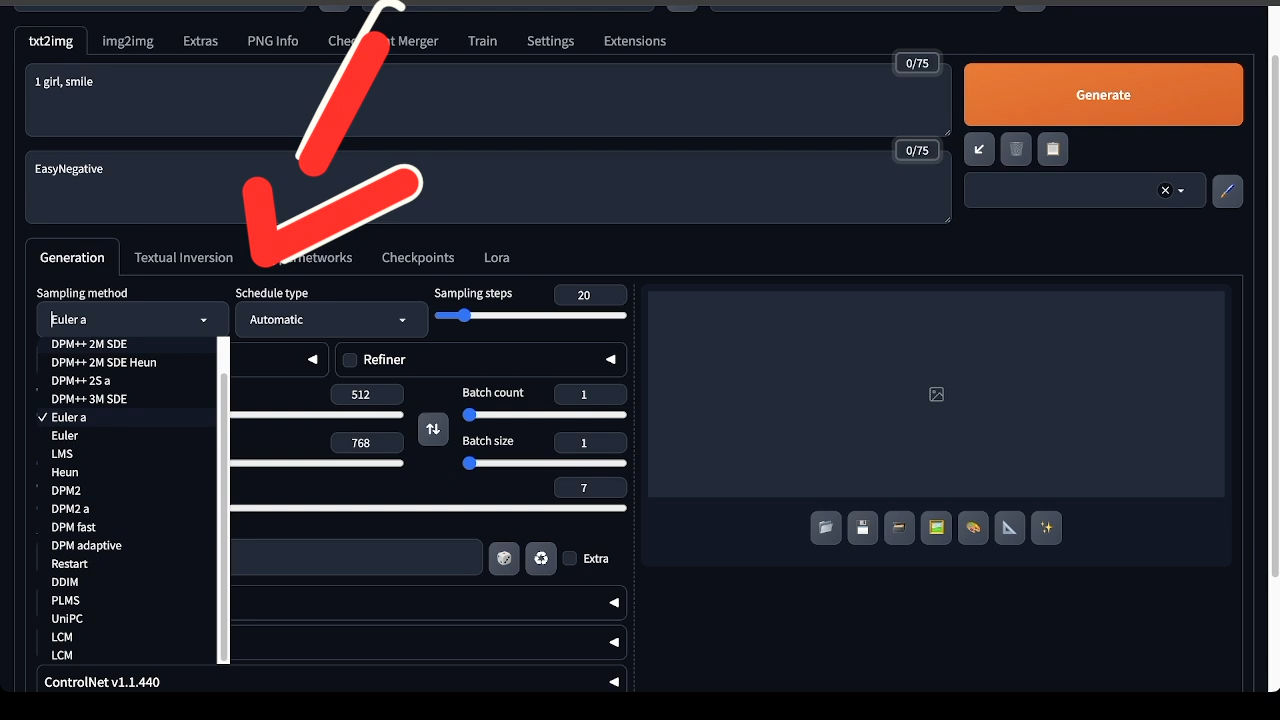 txt2img img2img Extras PNG Info Merger Train Settings Extensions
0/75
1 girl, smile
Generate
0/75
EasyNegative
Generation Textual Inversion Checkpoints Lora
Sampling method Schedule type Sampling steps 20
Euler a Automatic
DPM++ 2M SDE
DPM++ 2M SDE Heun
Refiner
DPM++ 2S a
DPM++ 3M SDE
512 Batch count 1
Euler a
Euler
768 Batch size 1
LMS
Heun
DPM2
7
DPM2 a
DPM fast
DPM adaptive
Restart
Extra
DDIM
PLMS
UniPC
LCM
LCM
ControlNet v1.1.440